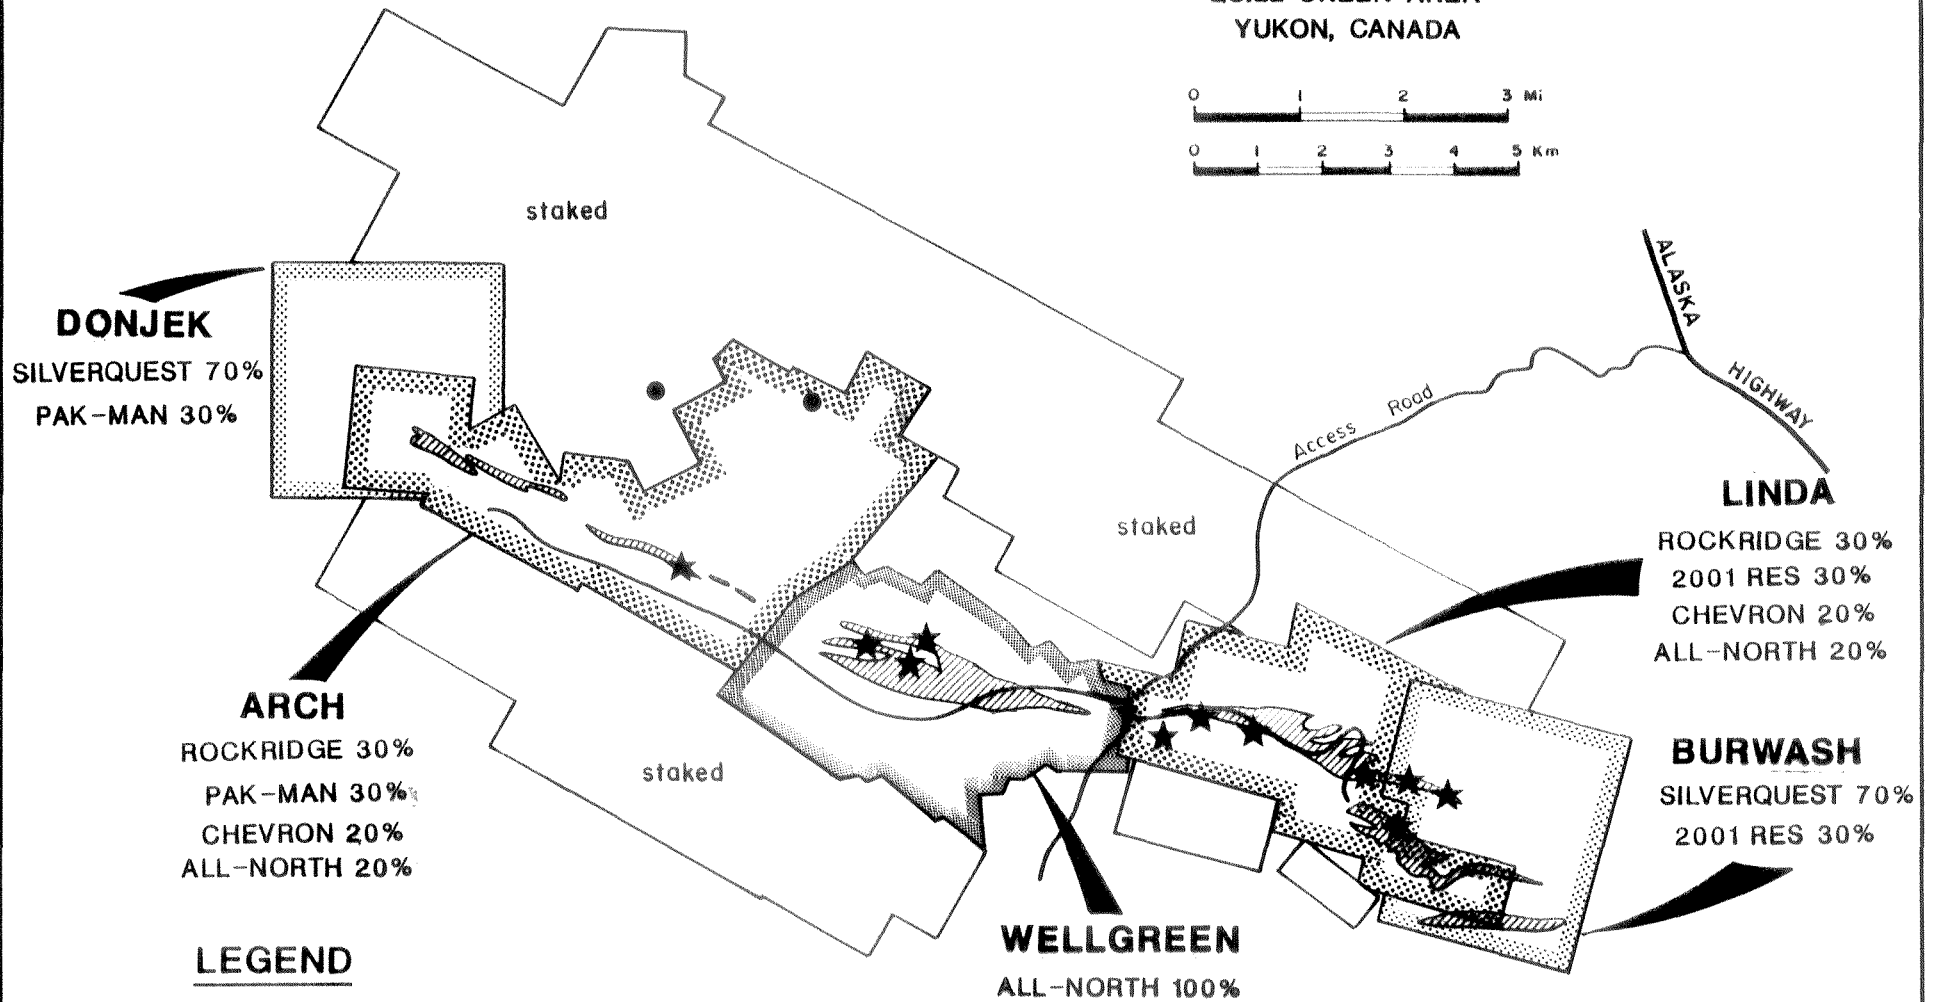 YUKON, CANADA
0 1 2 3 Mi
0 1 2 3 4 5 Km
staked
ALASKA
HIGHWAY
Access Road
DONJEK
SILVERQUEST 70%
PAK-MAN 30%
staked
LINDA
ROCKRIDGE 30%
2001 RES 30%
CHEVRON 20%
ALL-NORTH 20%
ARCH
ROCKRIDGE 30%
PAK-MAN 30%
CHEVRON 20%
ALL-NORTH 20%
staked
BURWASH
SILVERQUEST 70%
2001 RES 30%
WELLGREEN
ALL-NORTH 100%
LEGEND